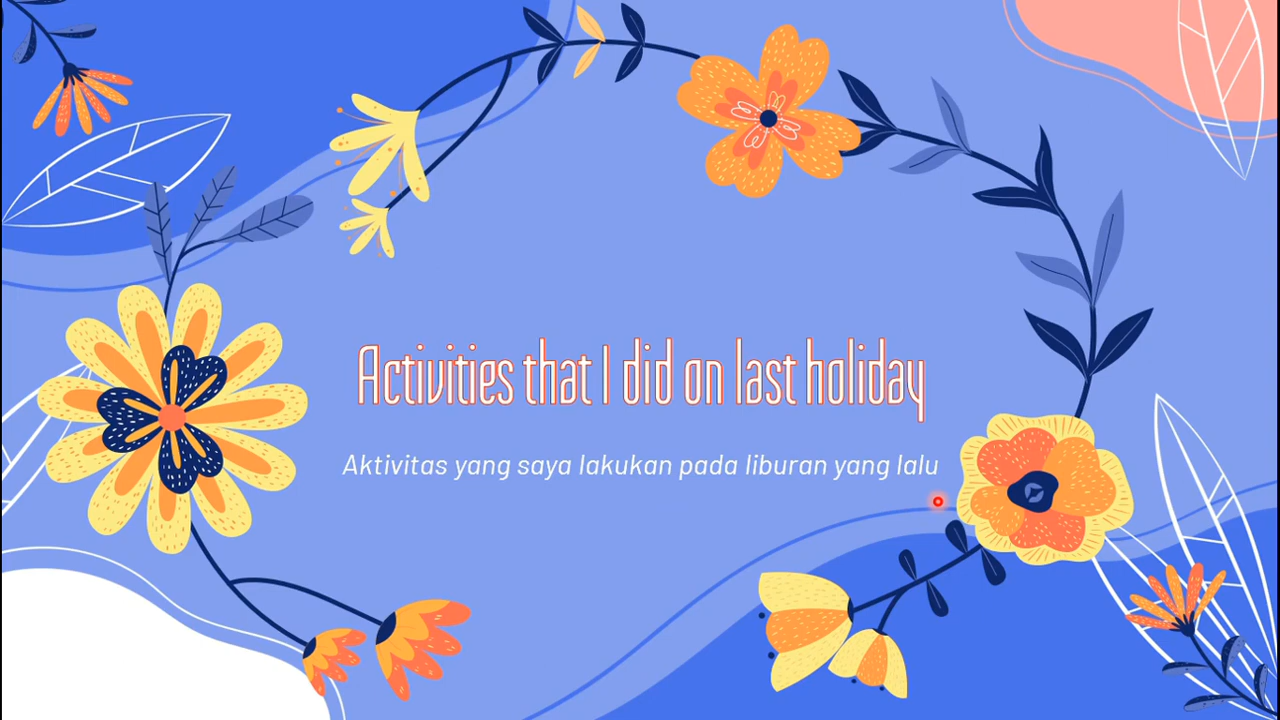 Activities that I did on last holiday
Aktivitas yang saya lakukan pada liburan yang lalu